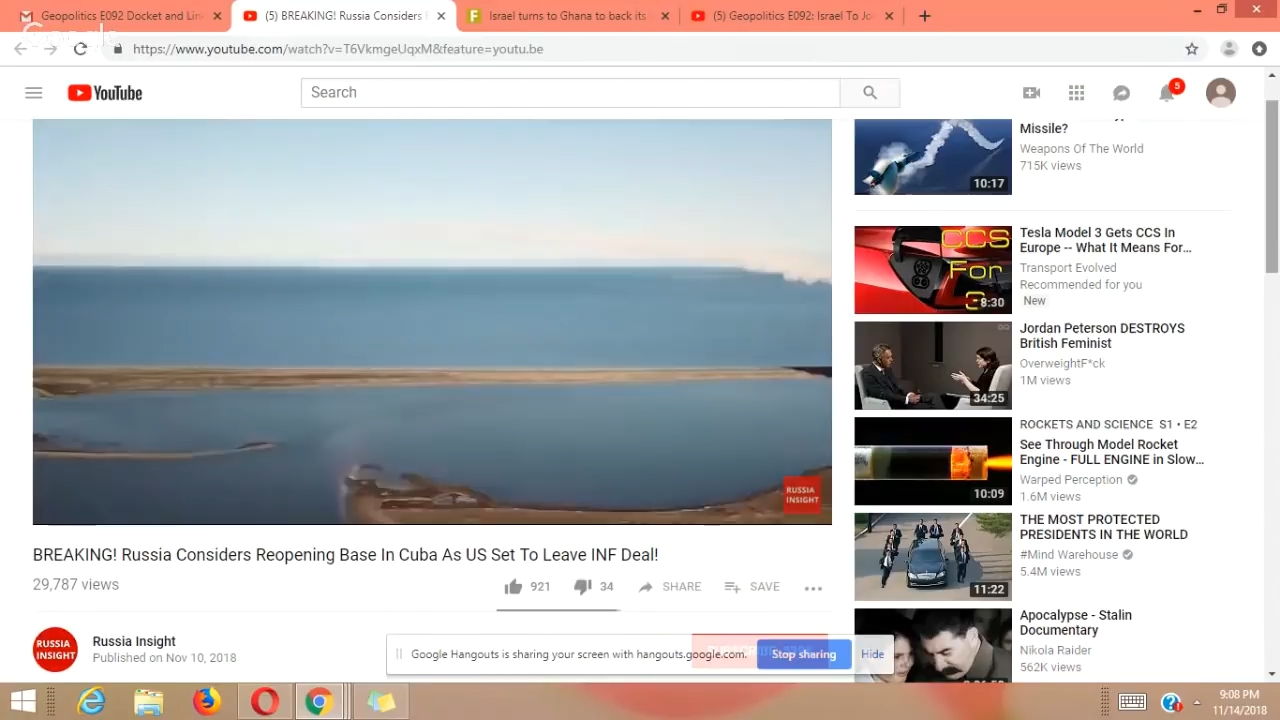 E092 Docket and Lin
(5) BREAKING! Russia Considers
Israel turns to Ghana to back its
(5) Geopolitics E092: Israel To Jo
https://www.youtube.com/watch?v=T6VkmgeUqxM&feature=youtu.be
YouTube
Search
5
Missile?
Weapons Of The World
715K views
10:17
CCS
For
3
8:30
Tesla Model 3 Gets CCS In
Europe -- What It Means For...
Transport Evolved
Recommended for you
New
34:25
Jordan Peterson DESTROYS
British Feminist
OverweightF*ck
1M views
10:09
ROCKETS AND SCIENCE S1 • E2
See Through Model Rocket
Engine - FULL ENGINE in Slow...
Warped Perception
1.6M views
11:22
THE MOST PROTECTED
PRESIDENTS IN THE WORLD
#Mind Warehouse
5.4M views
Apocalypse - Stalin
Documentary
Nikola Raider
562K views
RUSSIA
INSIGHT
BREAKING! Russia Considers Reopening Base In Cuba As US Set To Leave INF Deal!
29,787 views
921
34
SHARE
SAVE
RUSSIA
INSIGHT
Russia Insight
Published on Nov 10, 2018
Google Hangouts is sharing your screen with hangouts.google.com.
Stop sharing
Hide
9:08 PM
11/14/2018